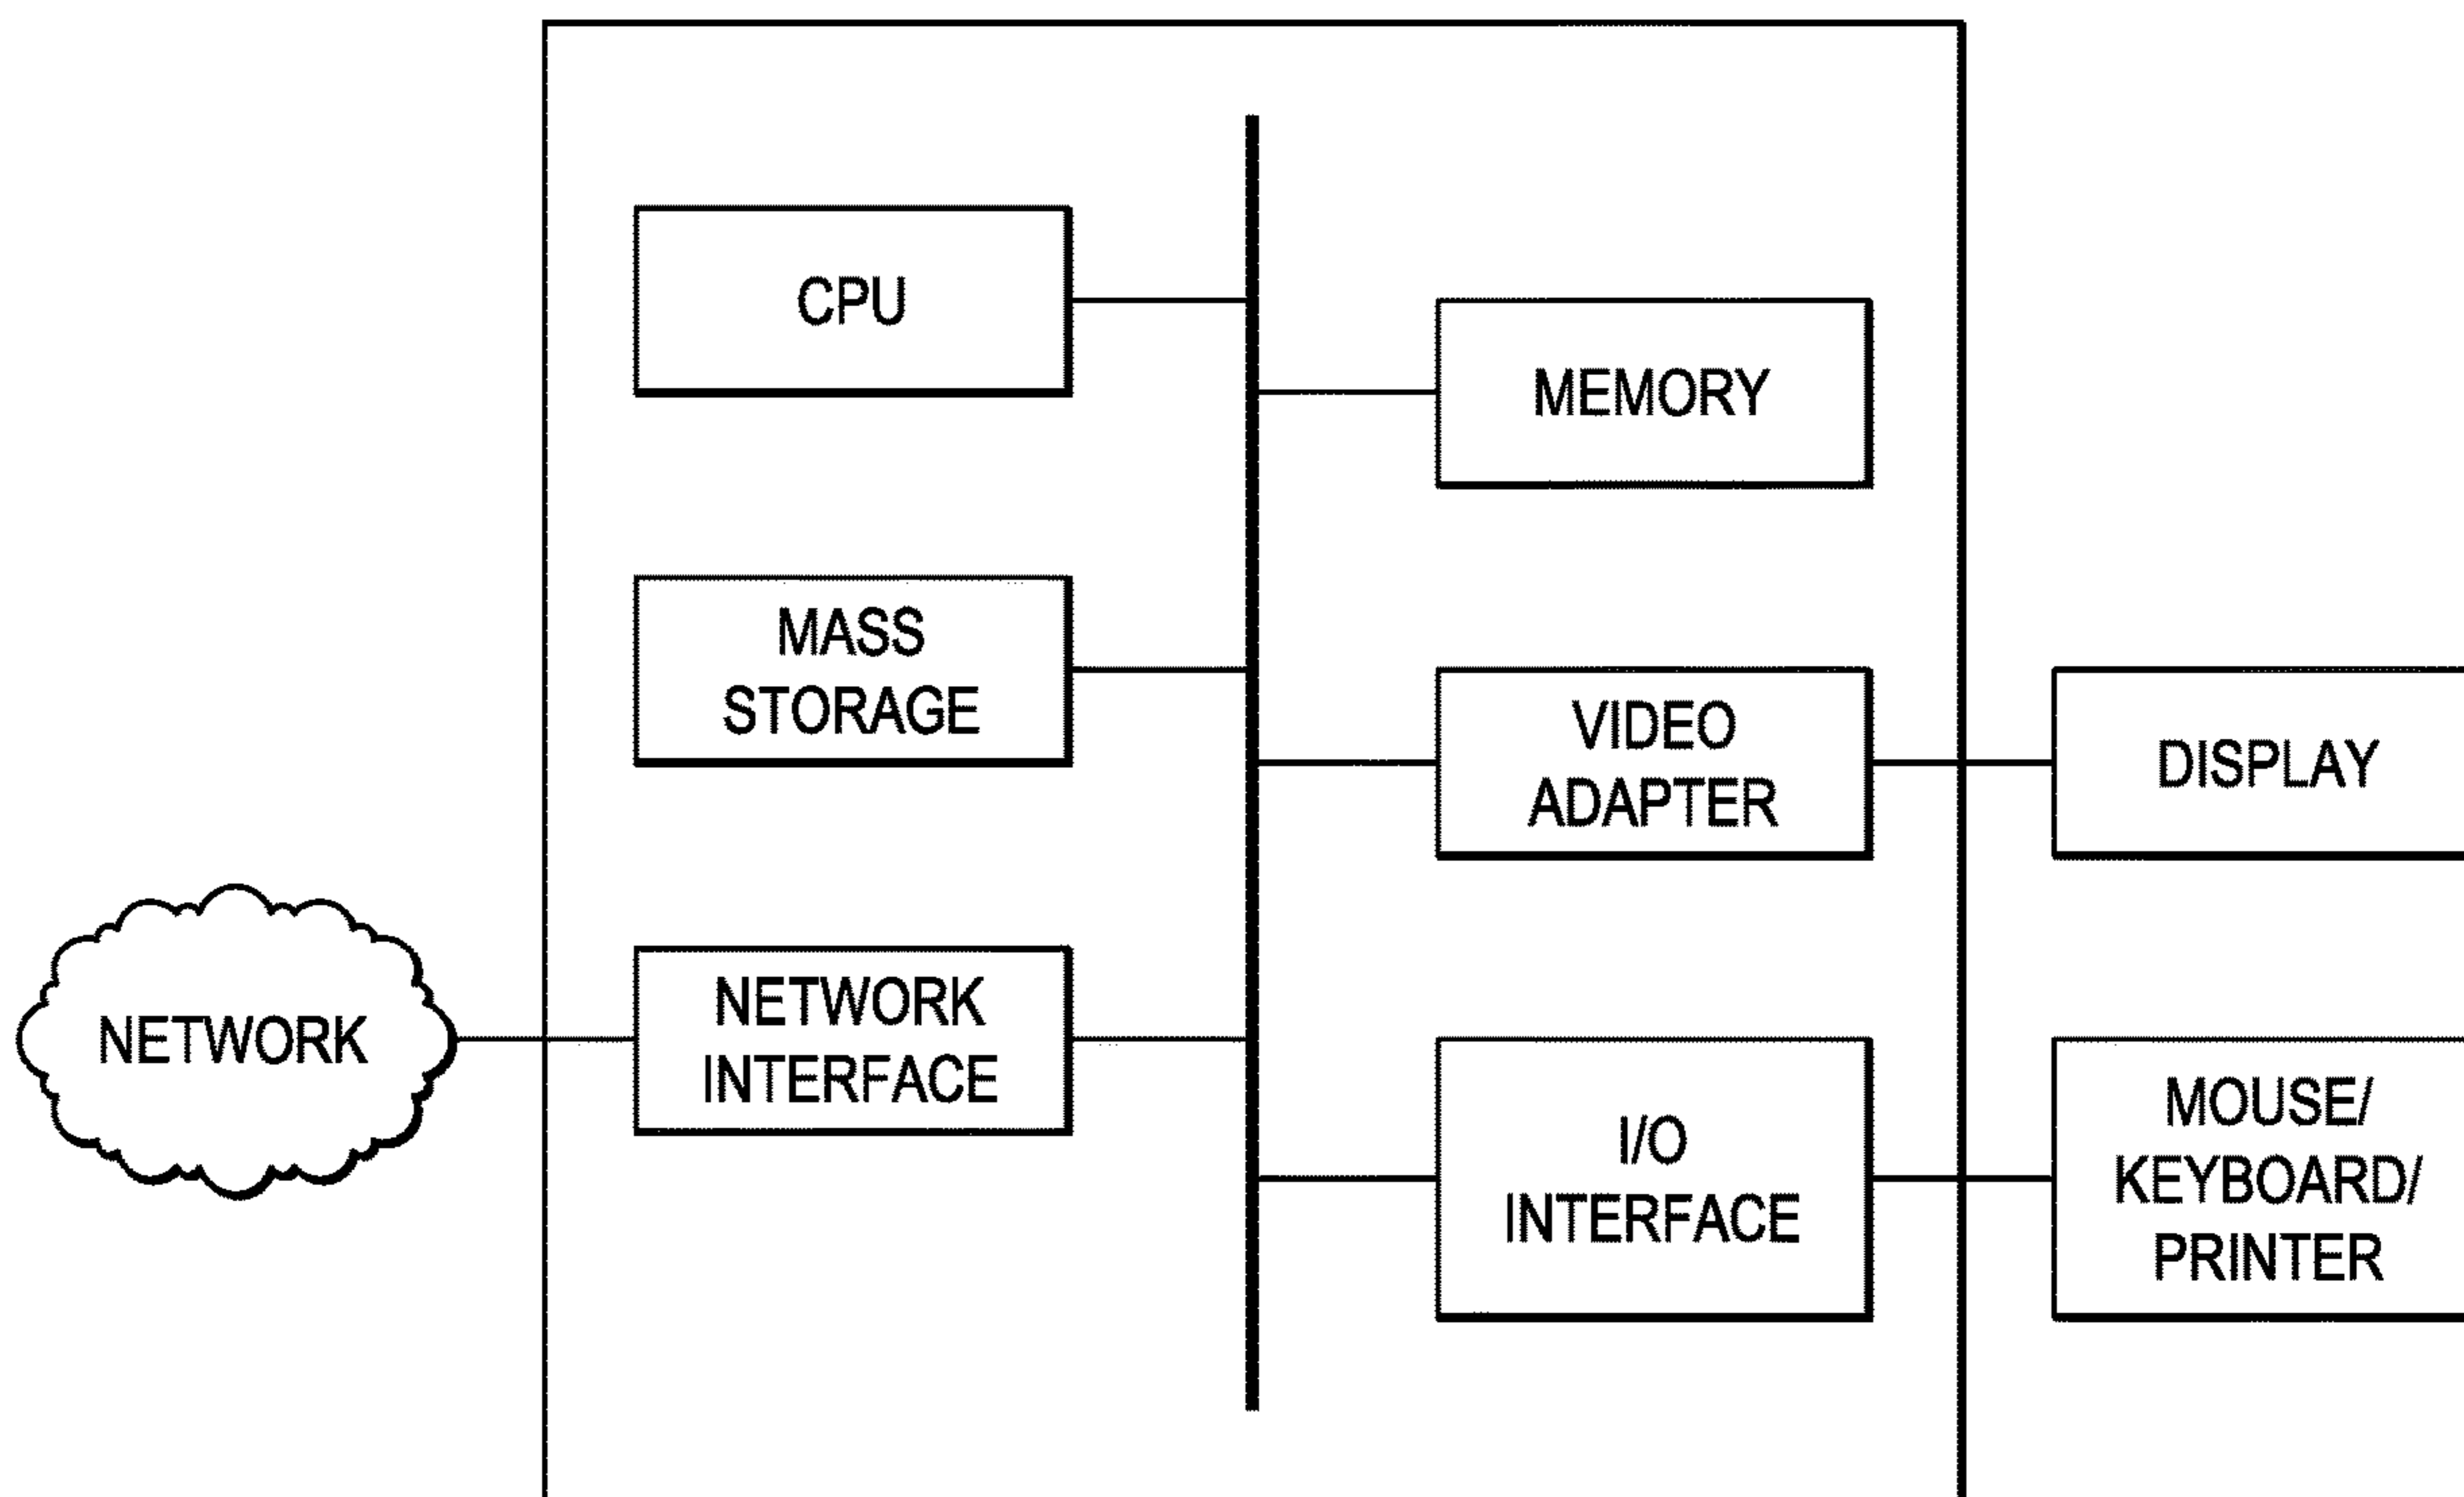 CPU
MEMORY
MASS
STORAGE
VIDEO
ADAPTER
DISPLAY
NETWORK
NETWORK
INTERFACE
I/O
INTERFACE
MOUSE/
KEYBOARD/
PRINTER